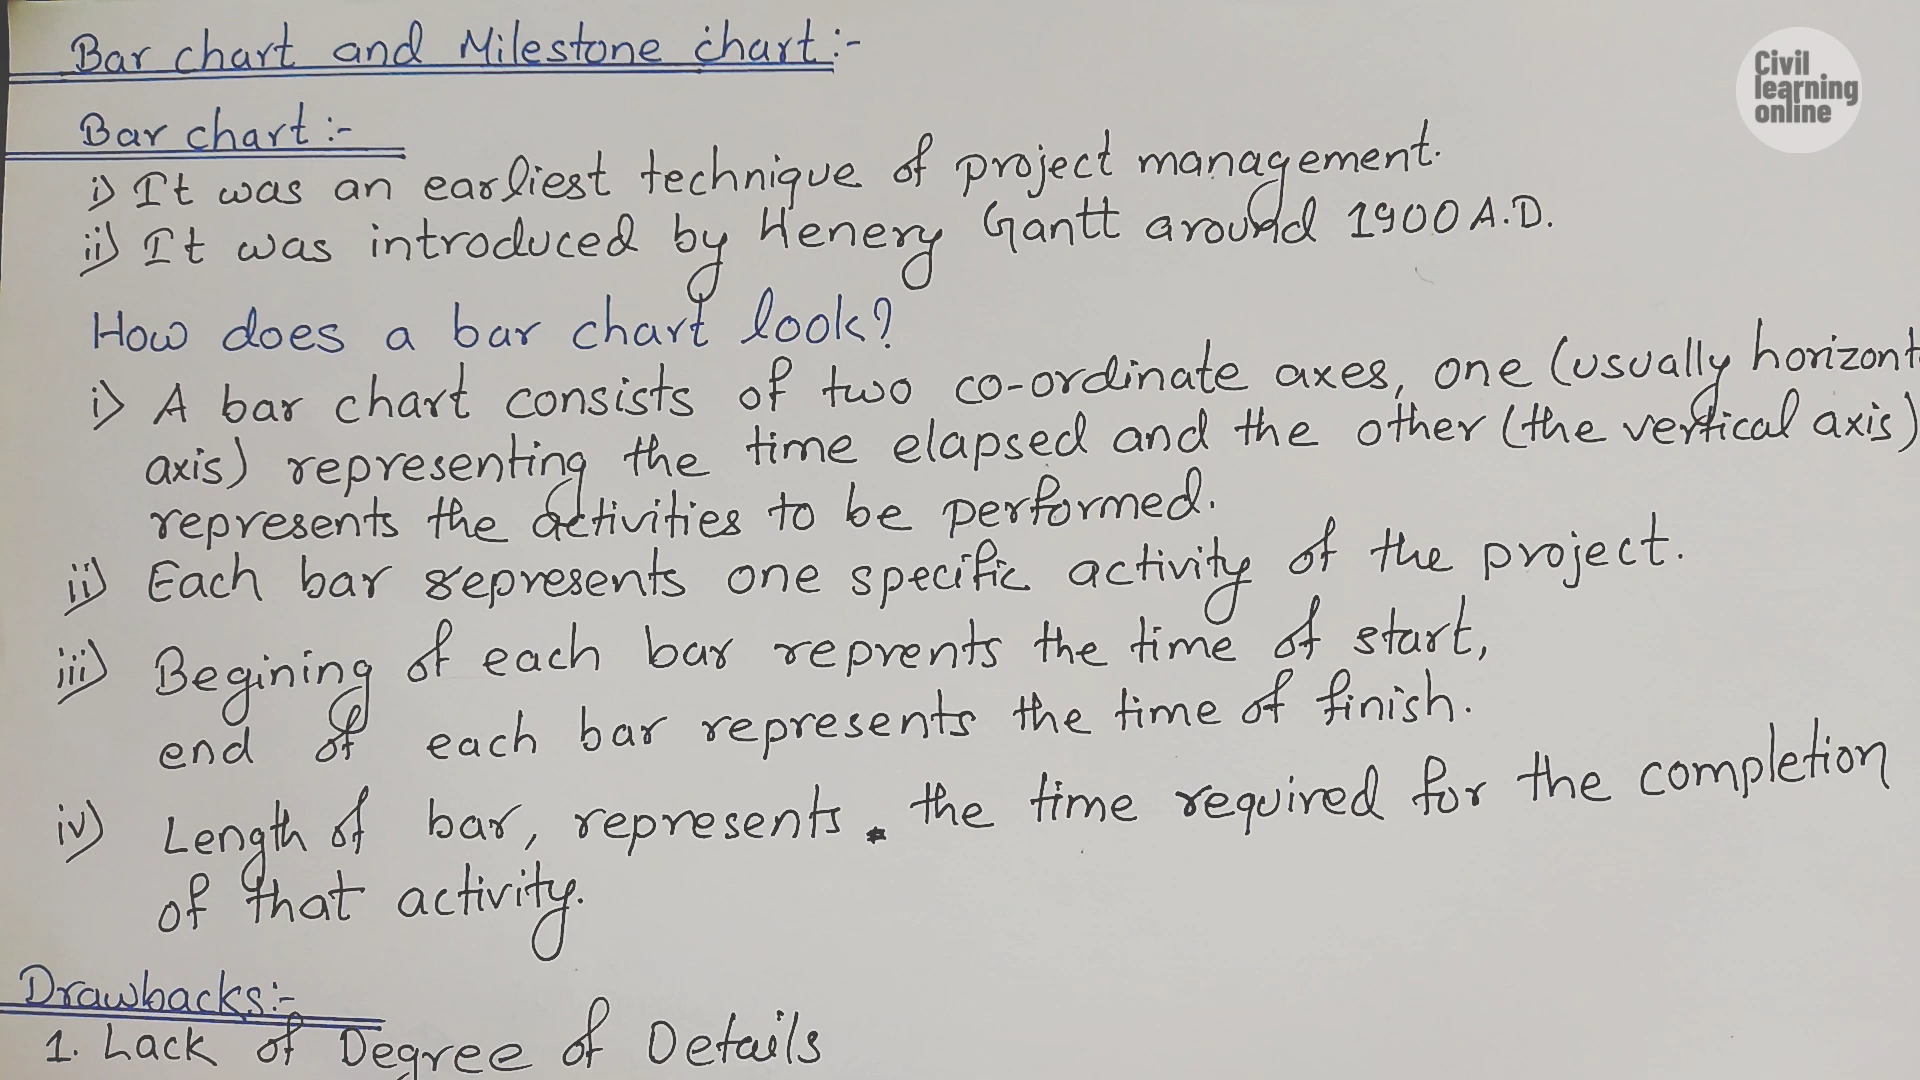 Bar chart and Milestone chart:-
Civil
learning
online
Bar chart:-
i) It was an earliest technique of project management.
ii) It was introduced by Henery Gantt around 1900 A.D.
How does a bar chart look?
i) A bar chart consists of two co-ordinate axes, one (usually horizont
axis) representing the time elapsed and the other (the vertical axis)
represents the activities to be performed.
ii) Each bar represents one specific activity of the project.
iii) Begining of each bar reprents the time of start,
end of each bar represents the time of finish.
iv) Length of bar, represents the time required for the completion
of that activity.
Drawbacks:-
1. Lack of Degree of Details